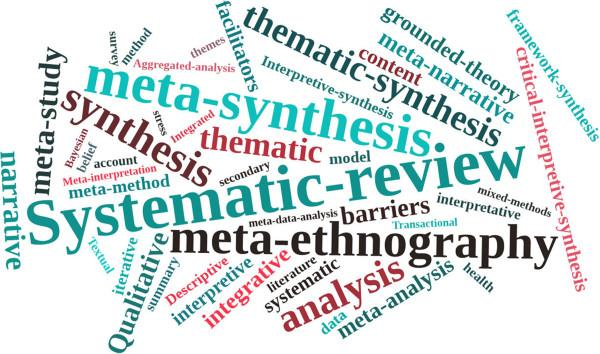 facilitators
survey
method
themes
Aggregated-analysis
thematic-synthesis
grounded-theory
framework-synthesis
meta-study
meta-synthesis
content
meta-narrative
Interpretive-synthesis
critical-interpretive-synthesis
synthesis
stress
Integrated
thematic
Bayesian
belief
account
model
narrative
Meta-interpretation
meta-method
secondary
Systematic-review
mixed-methods
interpretative
barriers
meta-data-analysis
Transactional
meta-ethnography
Textual
iterative
Qualitative
summary
Descriptive
interpretive
integrative
literature
systematic
analysis
data
meta-analysis
health